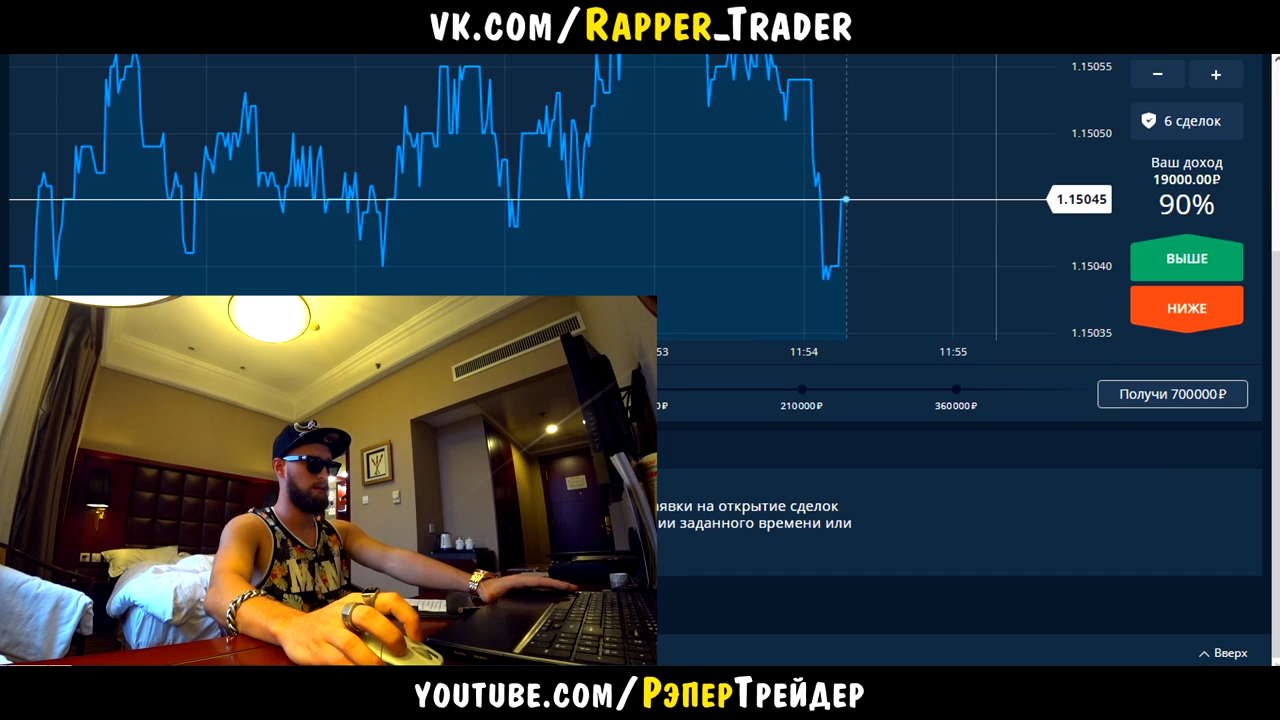 vk.com/Rapper_Trader
1.15055
− +
1.15050
6 сделок
Ваш доход
19000.00₽
90%
1.15045
ВЫШЕ
1.15040
НИЖЕ
1.15035
53 11:54 11:55
0₽ 210000₽ 360000₽
Получи 700000₽
аявки на открытие сделок
ии заданного времени или
MAN
Вверх
youtube.com/РэперТрейдер